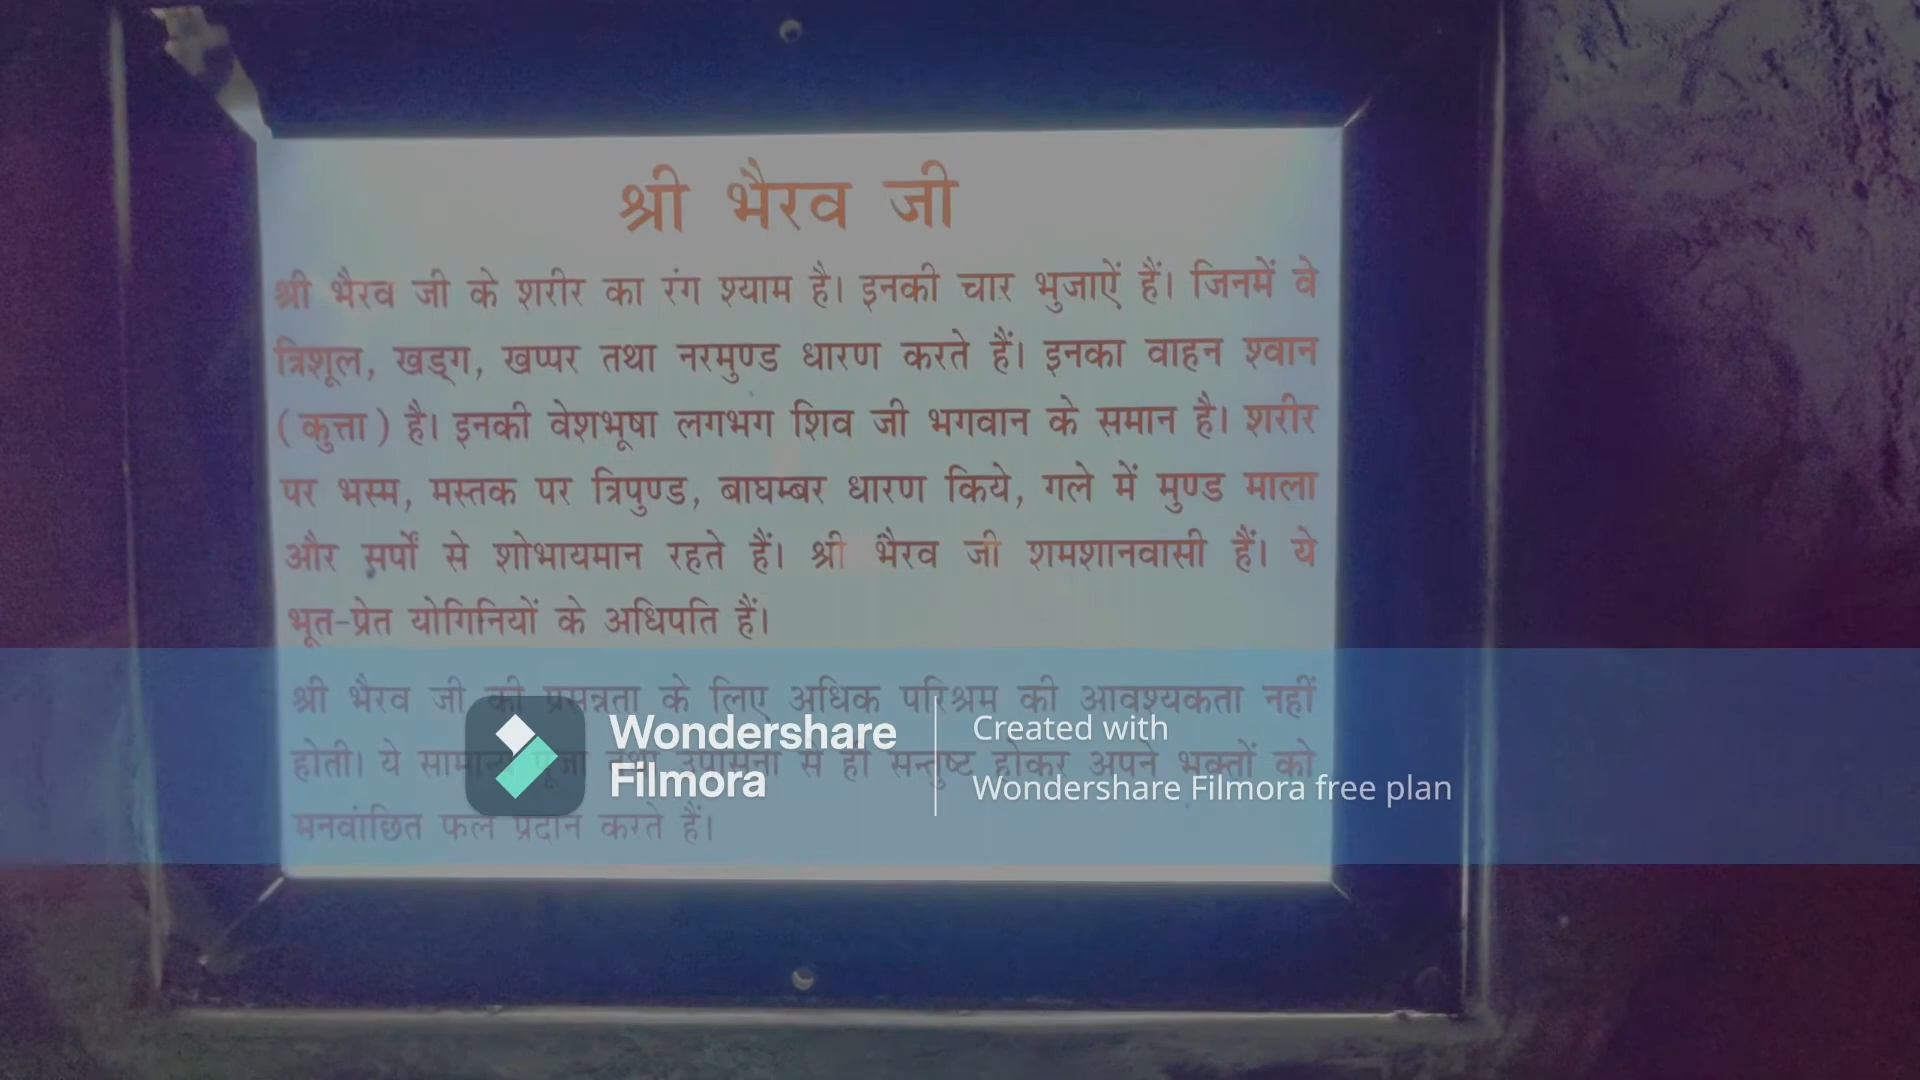 श्री भैरव जी
श्री भैरव जी के शरीर का रंग श्याम है। इनकी चार भुजाऐं हैं। जिनमें वे
त्रिशूल, खड्ग, खप्पर तथा नरमुण्ड धारण करते हैं। इनका वाहन श्वान
( कुत्ता ) है। इनकी वेशभूषा लगभग शिव जी भगवान के समान है। शरीर
पर भस्म, मस्तक पर त्रिपुण्ड, बाघम्बर धारण किये, गले में मुण्ड माला
और सर्पों से शोभायमान रहते हैं। श्री भैरव जी शमशानवासी हैं। ये
भूत-प्रेत योगिनियों के अधिपति हैं।
श्री भैरव जी की प्रसन्नता के लिए अधिक परिश्रम की आवश्यकता नहीं
होती। ये सामान्य पूजा तथा उपासना से ही सन्तुष्ट होकर अपने भक्तों को
मनवांछित फल प्रदान करते हैं।
Wondershare
Filmora
Created with
Wondershare Filmora free plan